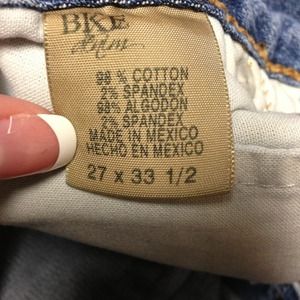 BKE
denim
98 % COTTON
2% SPANDEX
98% ALGODON
2% SPANDEX
MADE IN MEXICO
HECHO EN MEXICO
27 x 33 1/2